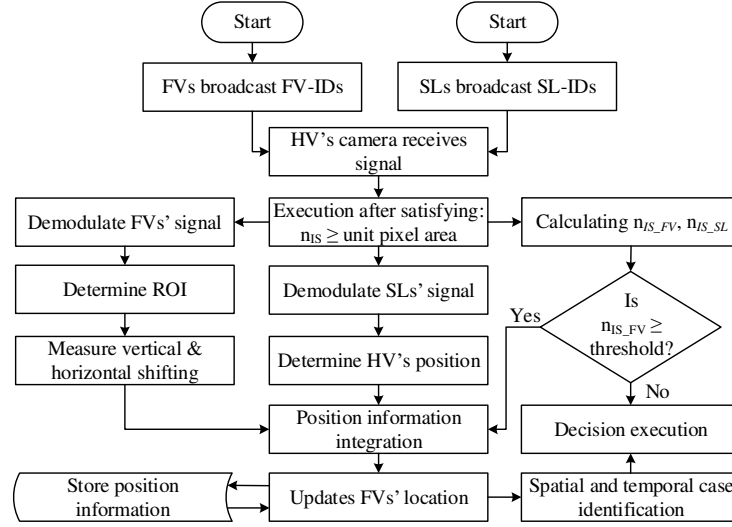 Start
Start
FVs broadcast FV-IDs
SLs broadcast SL-IDs
HV's camera receives
signal
Demodulate FVs' signal
Execution after satisfying:
n_IS ≥ unit pixel area
Calculating n_IS_FV, n_IS_SL
Determine ROI
Demodulate SLs' signal
Yes
Is
n_IS_FV ≥
threshold?
Measure vertical &
horizontal shifting
Determine HV's position
No
Position information
integration
Decision execution
Store position
information
Updates FVs' location
Spatial and temporal case
identification